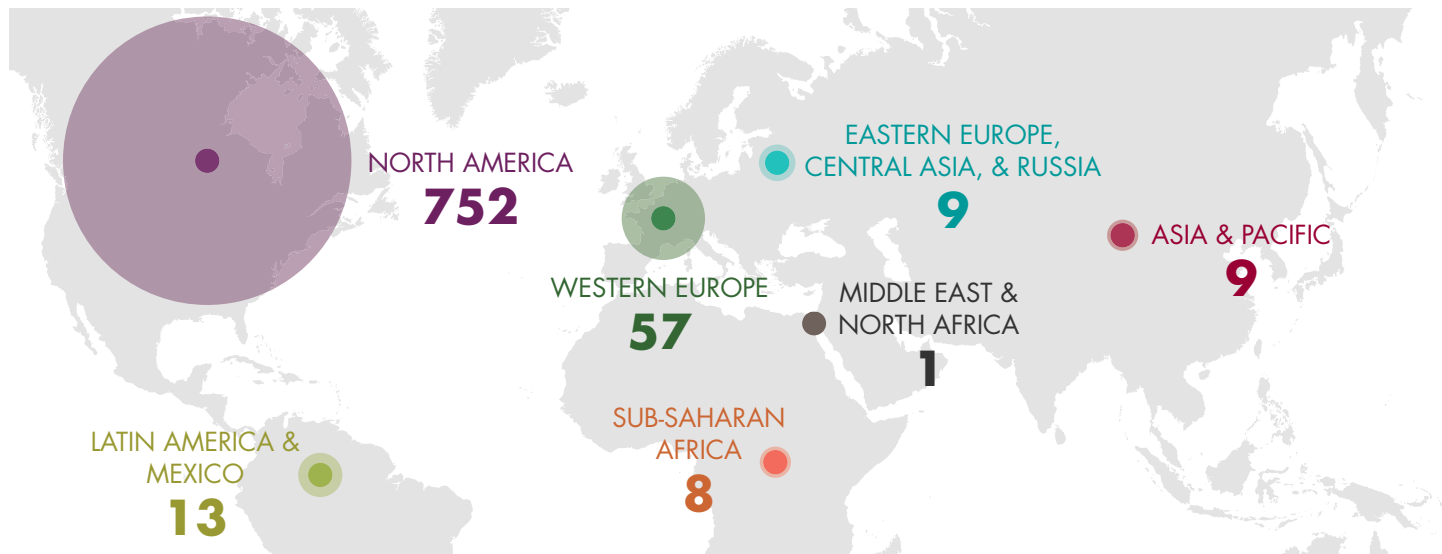 NORTH AMERICA
752
EASTERN EUROPE,
CENTRAL ASIA, & RUSSIA
9
ASIA & PACIFIC
9
WESTERN EUROPE
57
MIDDLE EAST &
NORTH AFRICA
1
LATIN AMERICA &
MEXICO
13
SUB-SAHARAN
AFRICA
8